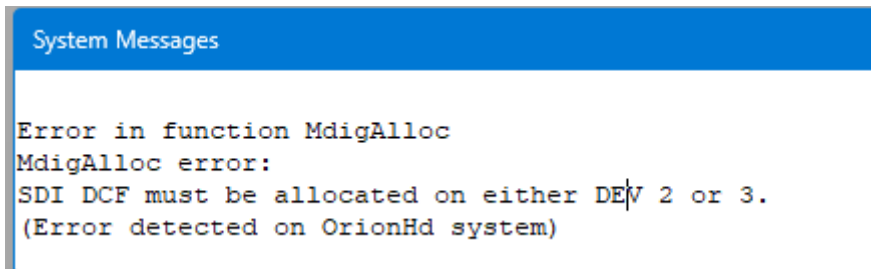 System Messages
Error in function MdigAlloc
MdigAlloc error:
SDI DCF must be allocated on either DEV 2 or 3.
(Error detected on OrionHd system)